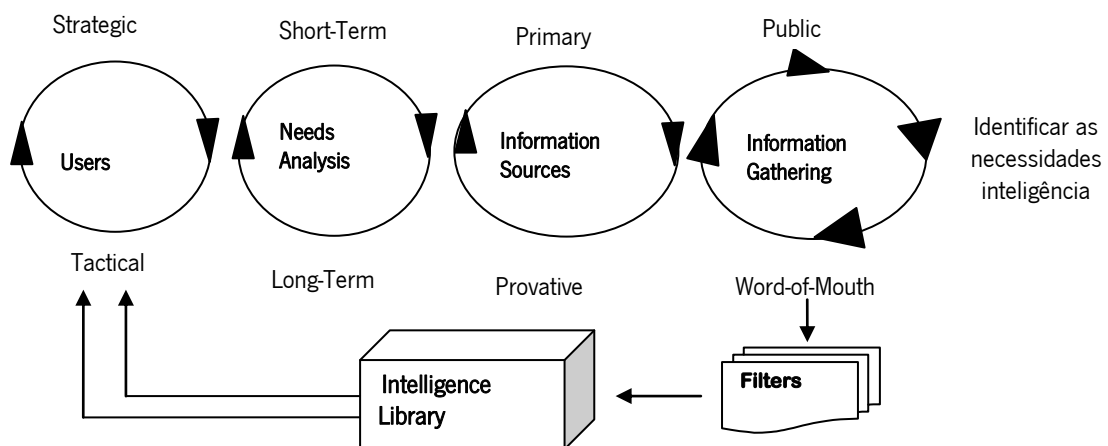 Strategic
Short-Term
Primary
Public
Users
Needs
Analysis
Information
Sources
Information
Gathering
Identificar as
necessidades
inteligência
Tactical
Long-Term
Provative
Word-of-Mouth
Intelligence
Library
Filters